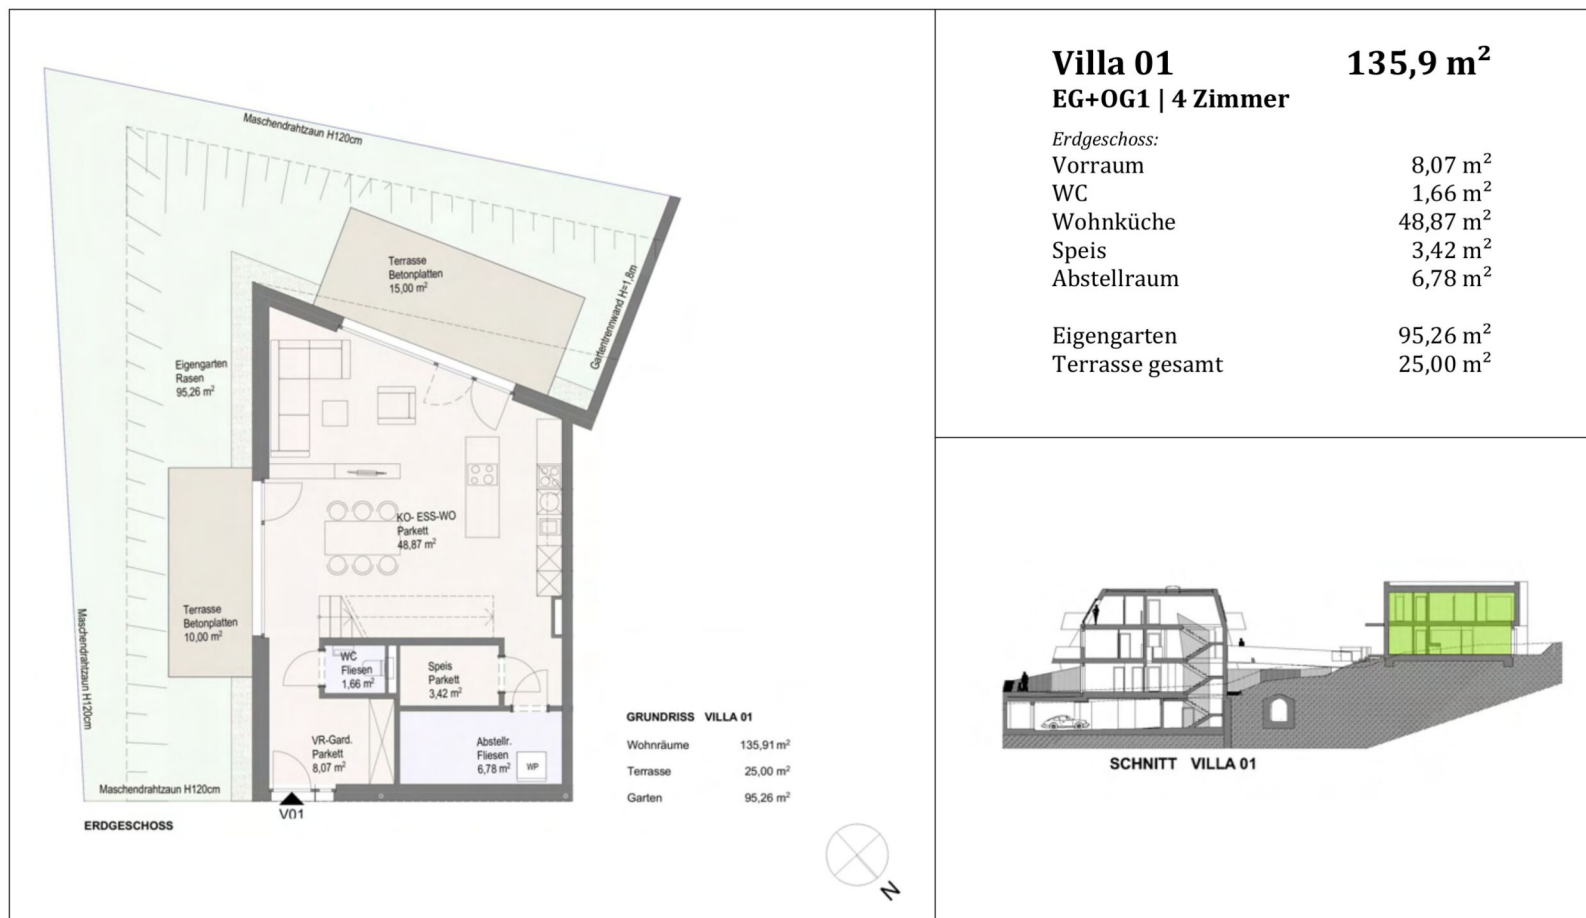 Maschendrahtzaun H120cm
Terrasse
Betonplatten
15,00 m²
Gartentrennwand H=1,8m
Eigengarten
Rasen
95,26 m²
KO- ESS-WO
Parkett
48,87 m²
Terrasse
Betonplatten
10,00 m²
Maschendrahtzaun H120cm
WC
Fliesen
1,66 m²
Speis
Parkett
3,42 m²
VR-Gard.
Parkett
8,07 m²
Abstellr.
Fliesen
6,78 m²
WP
Maschendrahtzaun H120cm
V01
ERDGESCHOSS
GRUNDRISS VILLA 01
Wohnräume 135,91 m²
Terrasse 25,00 m²
Garten 95,26 m²
N
Villa 01 135,9 m²
EG+OG1 | 4 Zimmer
Erdgeschoss:
Vorraum 8,07 m²
WC 1,66 m²
Wohnküche 48,87 m²
Speis 3,42 m²
Abstellraum 6,78 m²
Eigengarten 95,26 m²
Terrasse gesamt 25,00 m²
SCHNITT VILLA 01